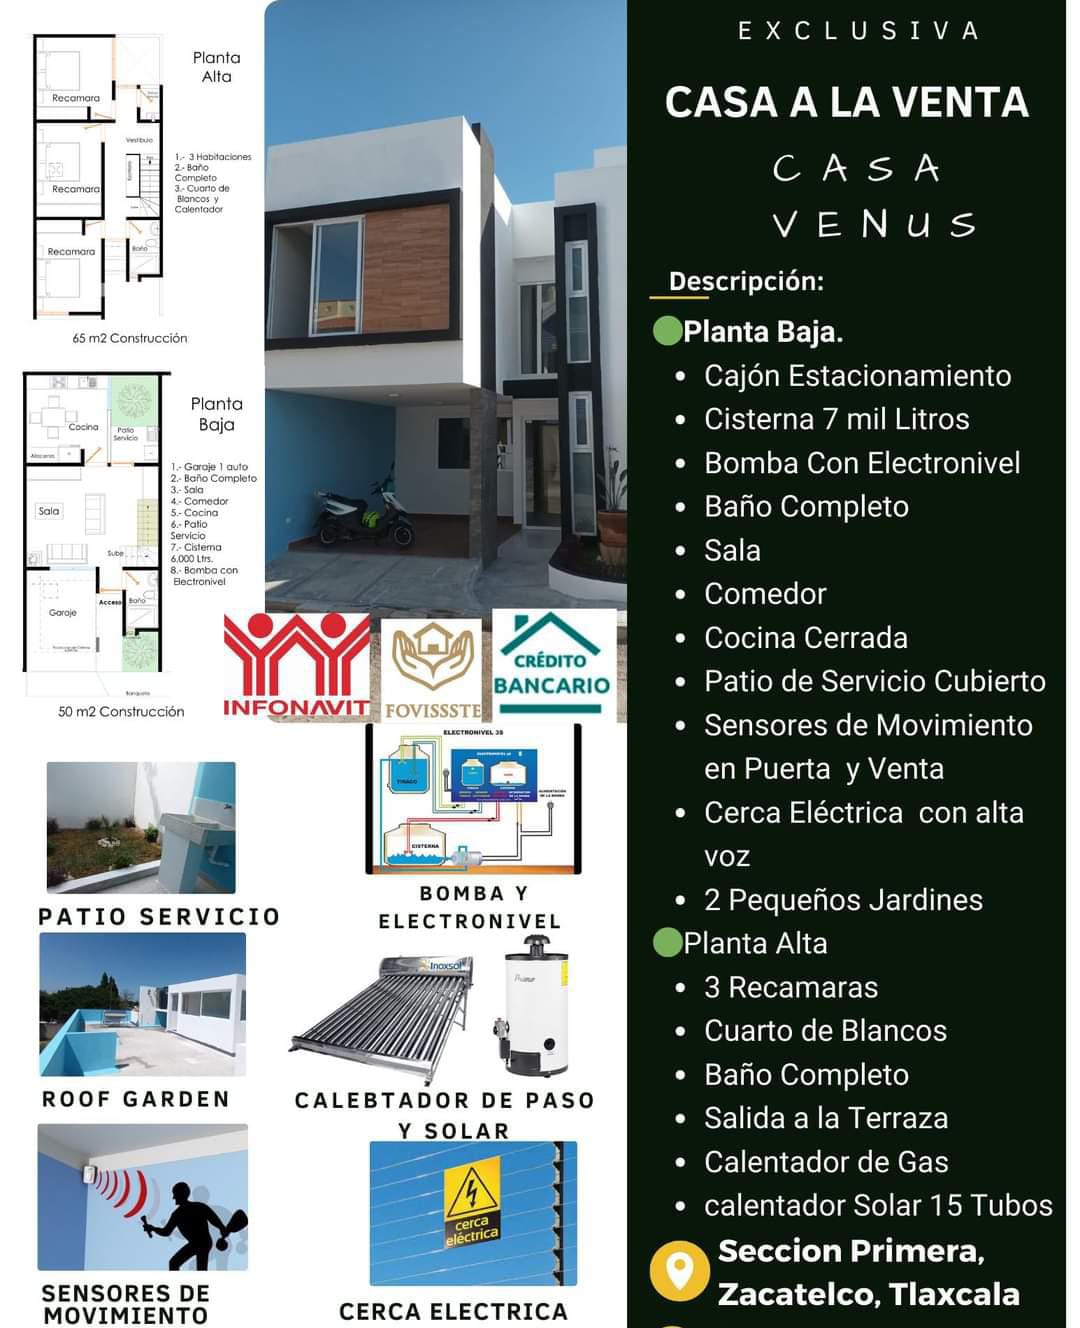 Planta
Alta
Recamara
Vestibulo
Recamara
Recamara
Baño
1.- 3 Habitaciones
2.- Baño
Completo
3.- Cuarto de
Blancos y
Calentador
65 m2 Construcción
Planta
Baja
Cocina
Patio
Servicio
Alacena
Sala
Sube
Acceso
Baño
Garaje
Banqueta
1.- Garaje 1 auto
2.- Baño Completo
3.- Sala
4.- Comedor
5.- Cocina
6.- Patio
Servicio
7.- Cisterna
6,000 Ltrs.
8.- Bomba con
Electronivel
50 m2 Construcción
INFONAVIT
FOVISSSTE
CRÉDITO
BANCARIO
ELECTRONIVEL 3S
TINACO
CISTERNA
PATIO SERVICIO
BOMBA Y
ELECTRONIVEL
ROOF GARDEN
Inoxsol
CALEBTADOR DE PASO
Y SOLAR
SENSORES DE
MOVIMIENTO
cerca
eléctrica
CERCA ELECTRICA
EXCLUSIVA
CASA A LA VENTA
CASA
VENUS
Descripción:
Planta Baja.
• Cajón Estacionamiento
• Cisterna 7 mil Litros
• Bomba Con Electronivel
• Baño Completo
• Sala
• Comedor
• Cocina Cerrada
• Patio de Servicio Cubierto
• Sensores de Movimiento
en Puerta y Venta
• Cerca Eléctrica con alta
voz
• 2 Pequeños Jardines
Planta Alta
• 3 Recamaras
• Cuarto de Blancos
• Baño Completo
• Salida a la Terraza
• Calentador de Gas
• calentador Solar 15 Tubos
Seccion Primera,
Zacatelco, Tlaxcala